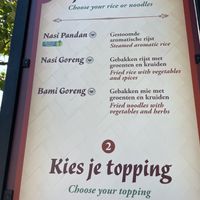 Choose your rice or noodles
Nasi Pandan Gestoomde
aromatische rijst
Steamed aromatic rice
Nasi Goreng Gebakken rijst met
groenten en kruiden
Fried rice with vegetables
and spices
Bami Goreng Gebakken mie met
groenten en kruiden
Fried noodles with
vegetables and herbs
2
Kies je topping
Choose your topping